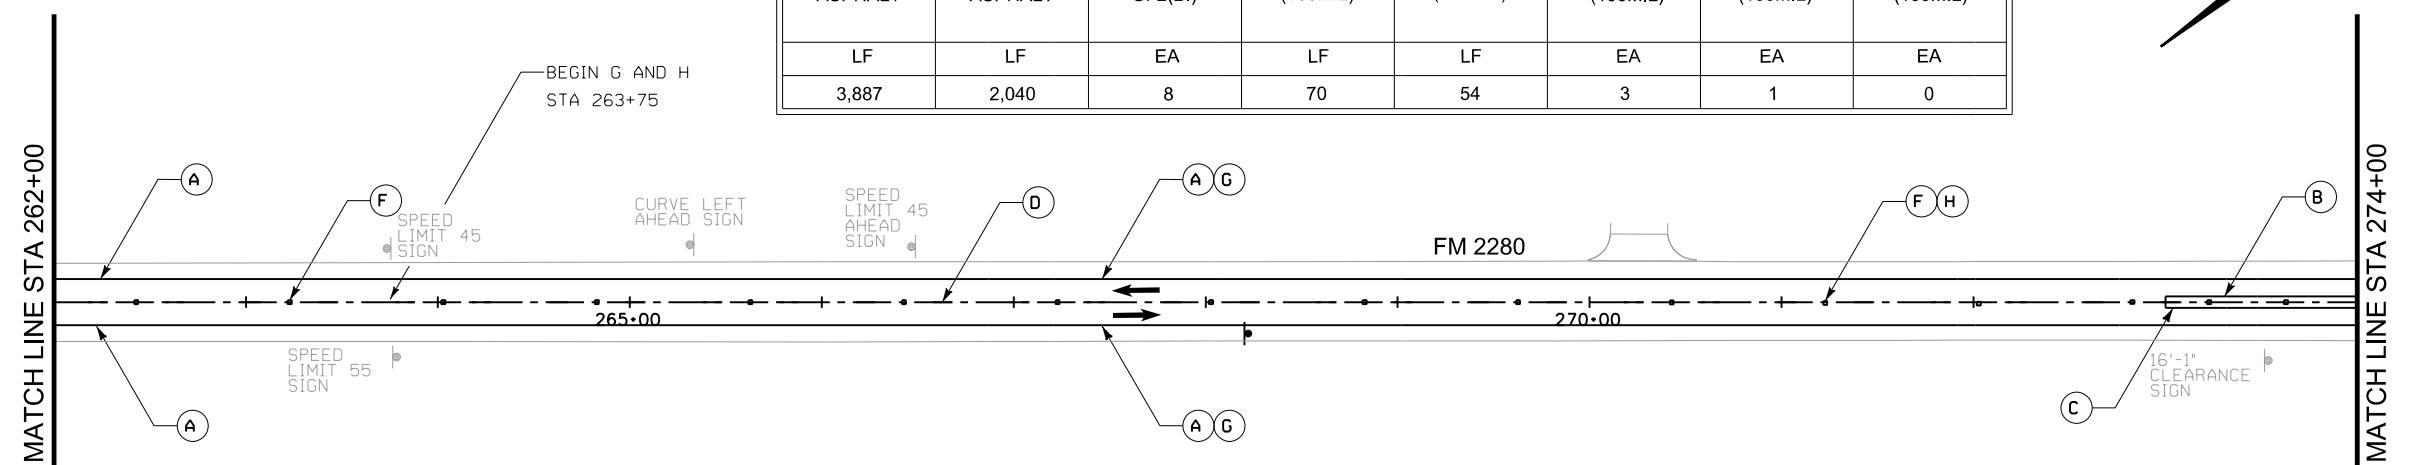 LF LF EA LF LF EA EA EA
3,887 2,040 8 70 54 3 1 0
BEGIN G AND H
STA 263+75
MATCH LINE STA 262+00
A
F
SPEED
LIMIT 45
SIGN
CURVE LEFT
AHEAD SIGN
SPEED
LIMIT 45
AHEAD
SIGN
D
A G
FM 2280
F H
B
MATCH LINE STA 274+00
265+00
270+00
SPEED
LIMIT 55
SIGN
16'-1"
CLEARANCE
SIGN
A
A G
C